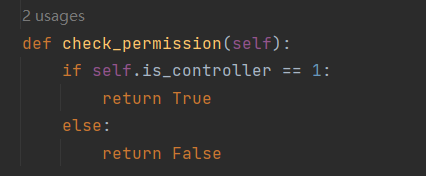 2 usages
def check_permission(self):
    if self.is_controller == 1:
        return True
    else:
        return False